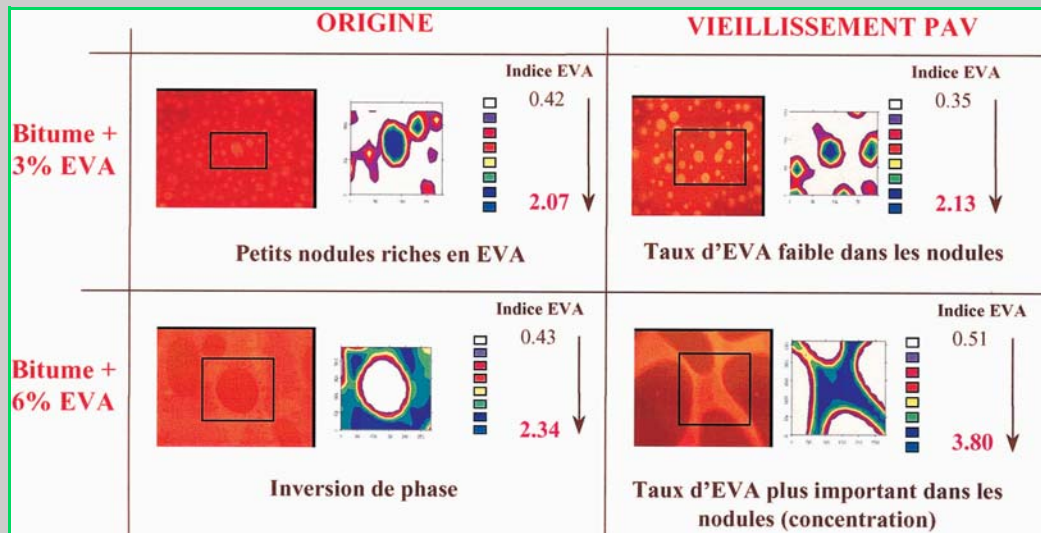 ORIGINE
VIEILLISSEMENT PAV
Bitume +
3% EVA
Indice EVA
0.42
2.07
Petits nodules riches en EVA
Indice EVA
0.35
2.13
Taux d'EVA faible dans les nodules
Bitume +
6% EVA
Indice EVA
0.43
2.34
Inversion de phase
Indice EVA
0.51
3.80
Taux d'EVA plus important dans les
nodules (concentration)